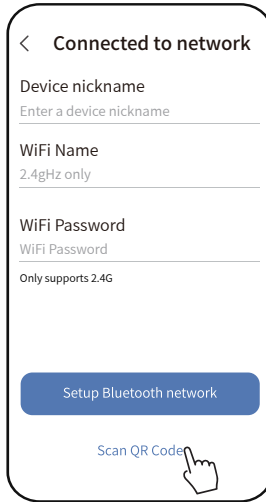 Connected to network
Device nickname
Enter a device nickname
WiFi Name
2.4gHz only
WiFi Password
WiFi Password
Only supports 2.4G
Setup Bluetooth network
Scan QR Code